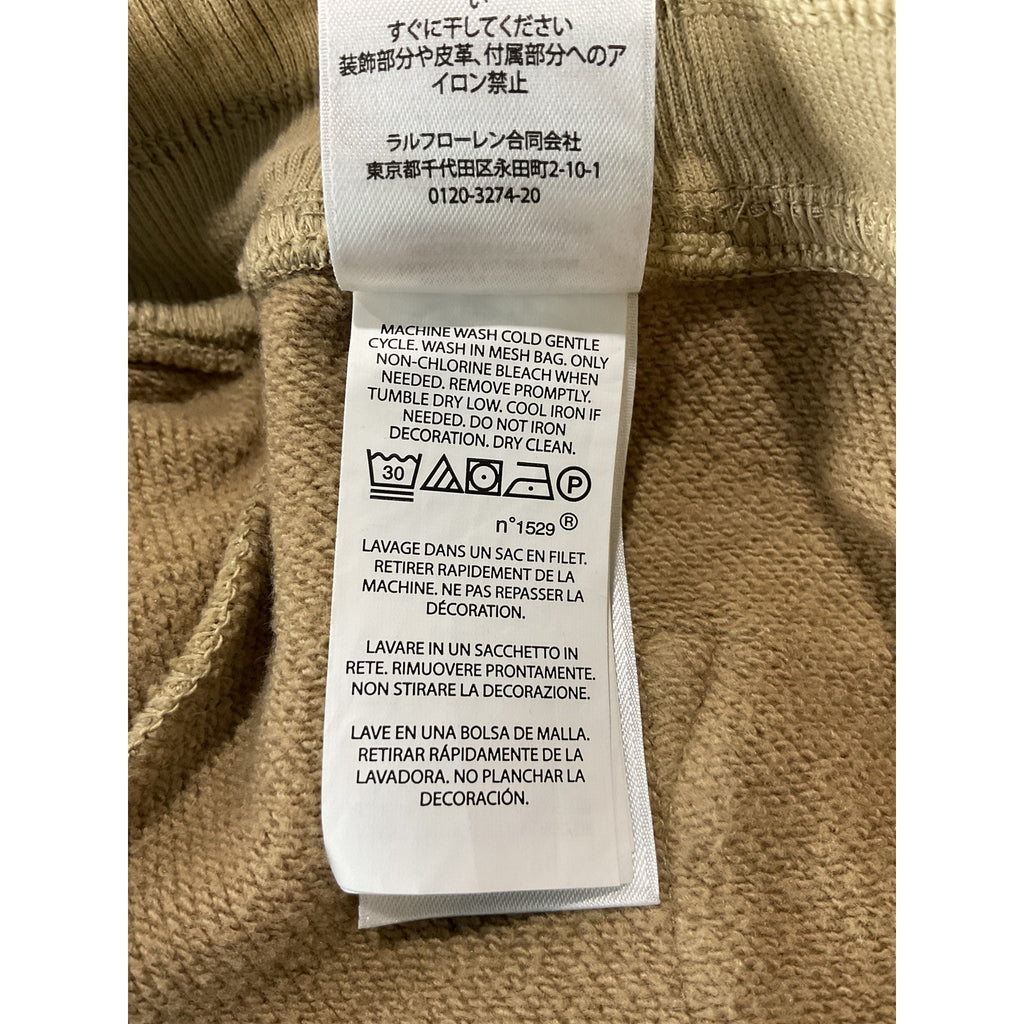 い
すぐに干してください
装飾部分や皮革、付属部分へのア
イロン禁止
ラルフローレン合同会社
東京都千代田区永田町2-10-1
0120-3274-20
MACHINE WASH COLD GENTLE
CYCLE. WASH IN MESH BAG. ONLY
NON-CHLORINE BLEACH WHEN
NEEDED. REMOVE PROMPTLY.
TUMBLE DRY LOW. COOL IRON IF
NEEDED. DO NOT IRON
DECORATION. DRY CLEAN.
30 P
n°1529 ®
LAVAGE DANS UN SAC EN FILET.
RETIRER RAPIDEMENT DE LA
MACHINE. NE PAS REPASSER LA
DÉCORATION.
LAVARE IN UN SACCHETTO IN
RETE. RIMUOVERE PRONTAMENTE.
NON STIRARE LA DECORAZIONE.
LAVE EN UNA BOLSA DE MALLA.
RETIRAR RÁPIDAMENTE DE LA
LAVADORA. NO PLANCHAR LA
DECORACIÓN.